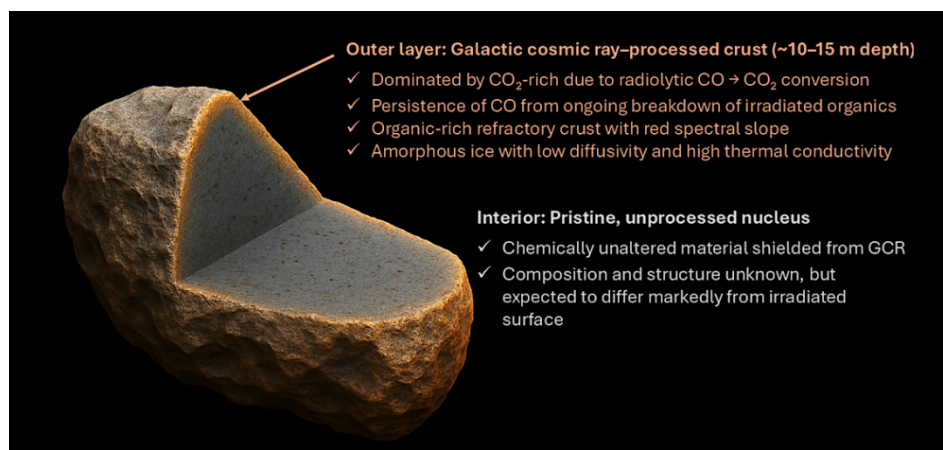 Outer layer: Galactic cosmic ray–processed crust (~10–15 m depth)
✓ Dominated by CO₂-rich due to radiolytic CO → CO₂ conversion
✓ Persistence of CO from ongoing breakdown of irradiated organics
✓ Organic-rich refractory crust with red spectral slope
✓ Amorphous ice with low diffusivity and high thermal conductivity
Interior: Pristine, unprocessed nucleus
✓ Chemically unaltered material shielded from GCR
✓ Composition and structure unknown, but
expected to differ markedly from irradiated
surface